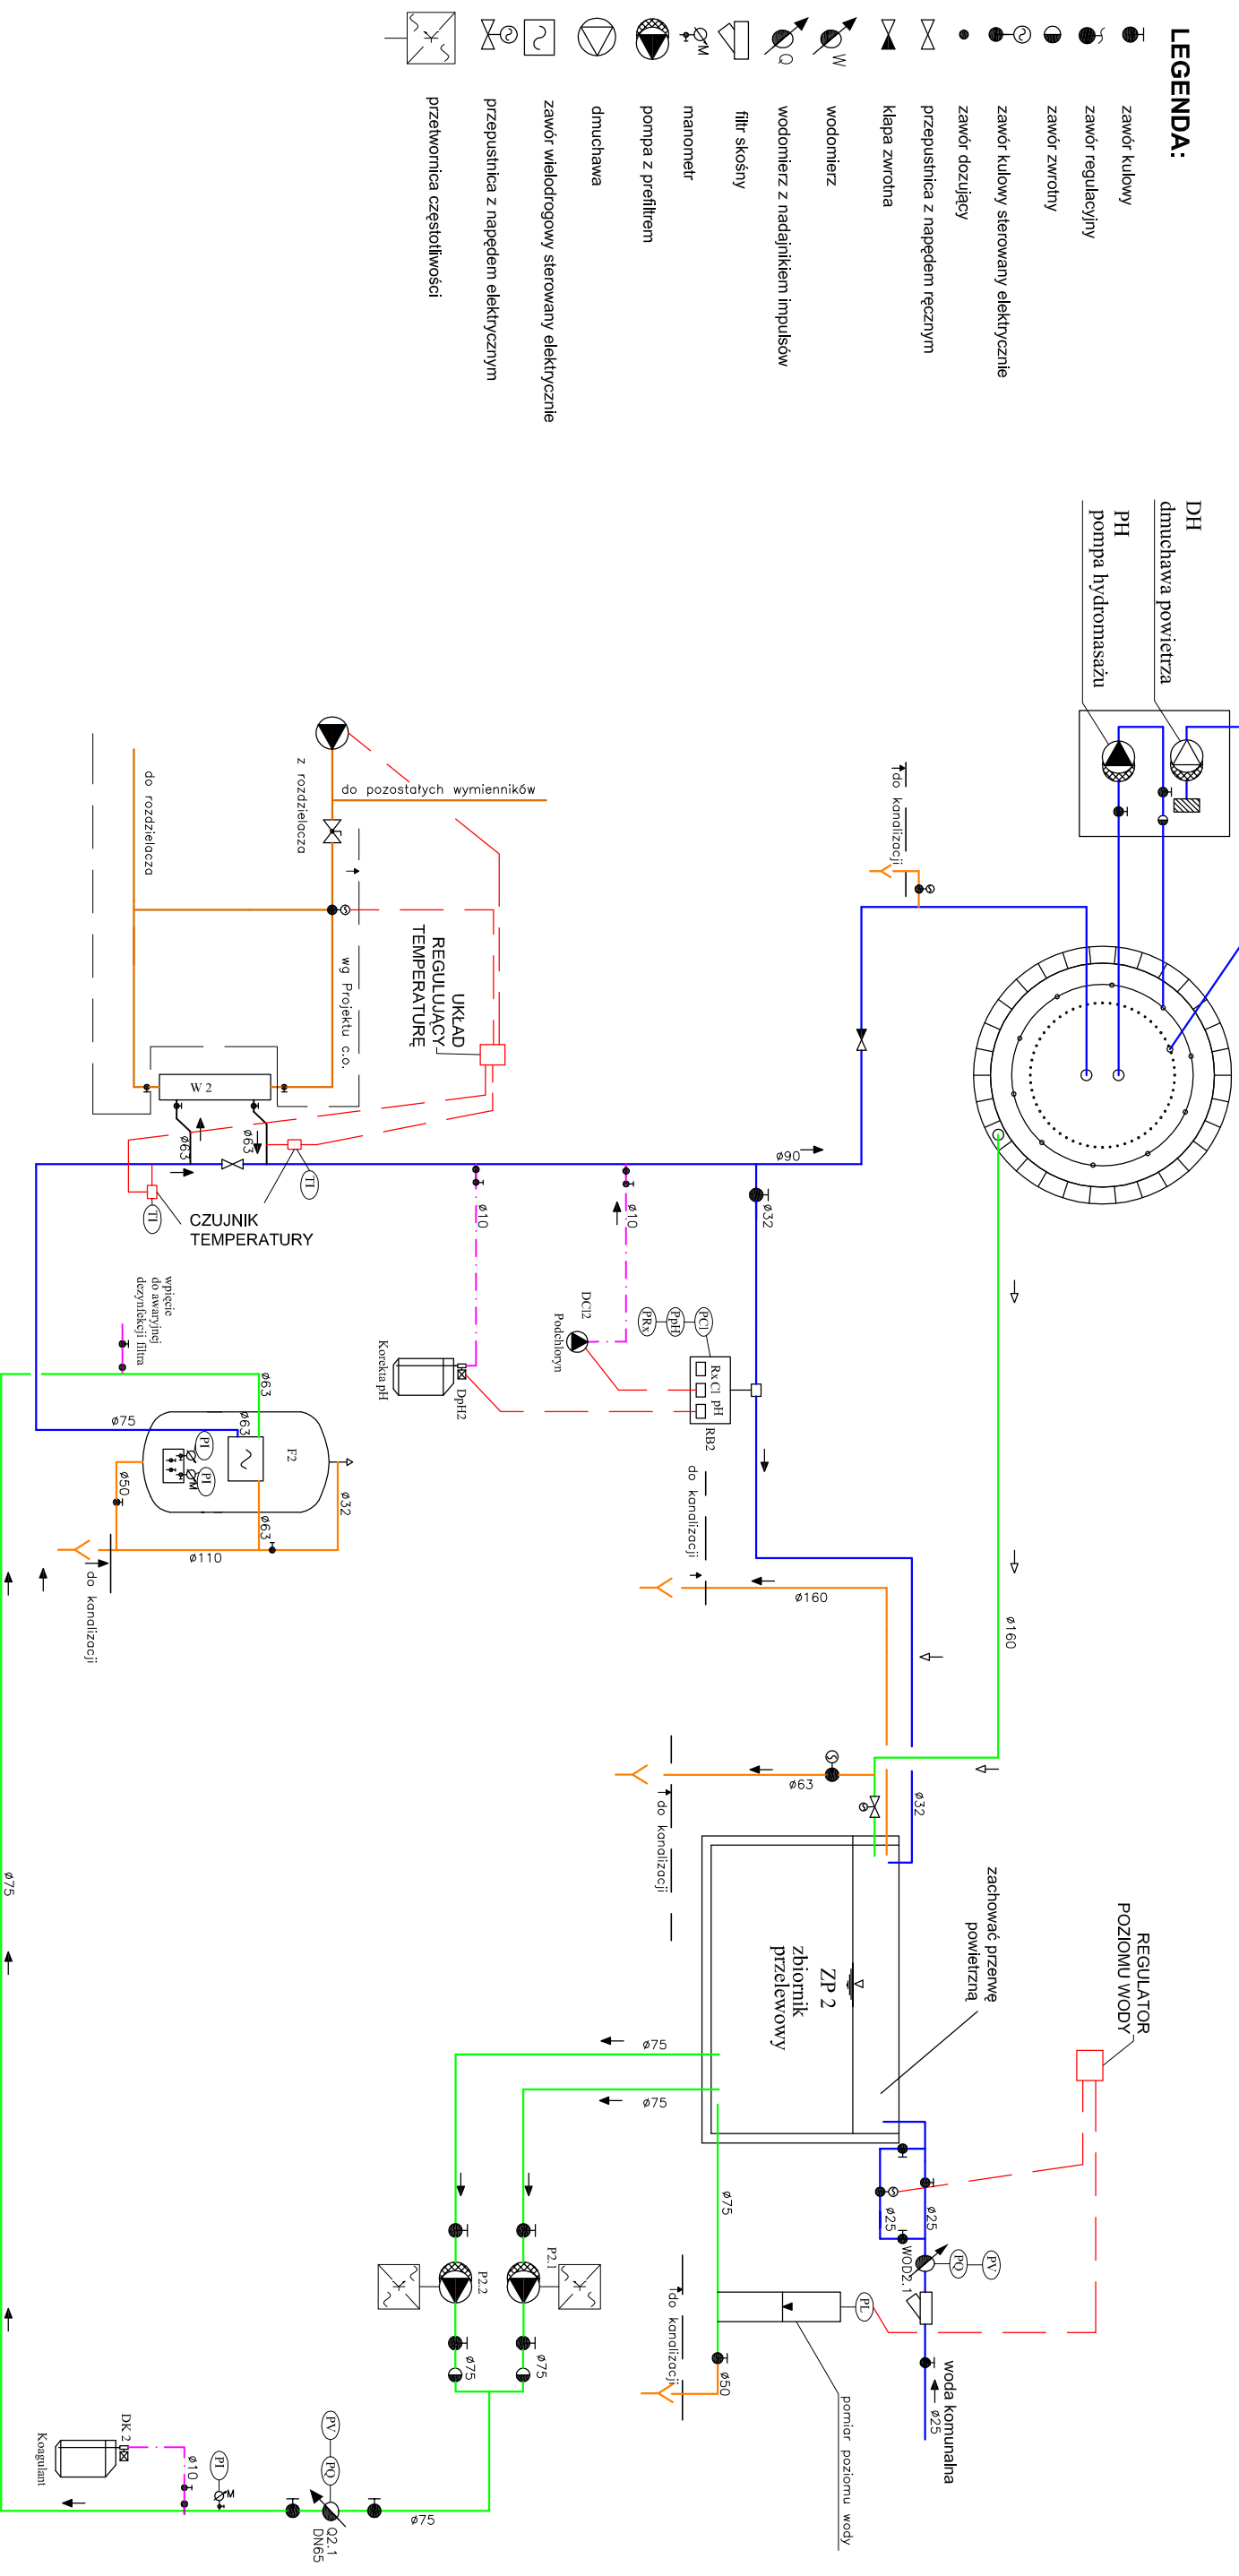 LEGENDA:
zawór kulowy
zawór regulacyjny
zawór zwrotny
zawór kulowy sterowany elektrycznie
zawór dozujący
przepustnica z napędem ręcznym
klapa zwrotna
W
wodomierz
Q
wodomierz z nadajnikiem impulsów
filtr skośny
M
manometr
pompa z prefiltrem
dmuchawa
zawór wielodrogowy sterowany elektrycznie
przepustnica z napędem elektrycznym
przetwornica częstotliwości
DH
dmuchawa powietrza
PH
pompa hydromasażu
do kanalizacji
z rozdzielacza
do pozostałych wymienników
do rozdzielacza
wg Projektu c.o.
UKŁAD
REGULUJĄCY
TEMPERATURĘ
W 2
ø63
ø63
TI
TI
CZUJNIK
TEMPERATURY
ø90
ø32
ø10
ø10
DCl2
Podchloryn
PRx
PpH
PCl
Rx Cl pH
RB2
DpH2
Korekta pH
wpięcie
do awaryjnej
dezynfekcji filtra
ø63
ø75
ø63
F2
PI
PI
M
ø50
ø32
ø63
ø110
do kanalizacji
do kanalizacji
ø160
ø160
ø63
do kanalizacji
ø32
zachować przerwę
powietrzną
ZP 2
zbiornik
przelewowy
REGULATOR
POZIOMU WODY
ø75
ø75
ø75
ø25
ø25
WOD2.1
PQ
PV
PL
woda komunalna
ø25
pomiar poziomu wody
do kanalizacji
ø50
P2.1
P2.2
ø75
ø75
ø75
PV
PQ
Q2.1
DN65
ø75
PI
M
ø10
DK 2
Koagulant